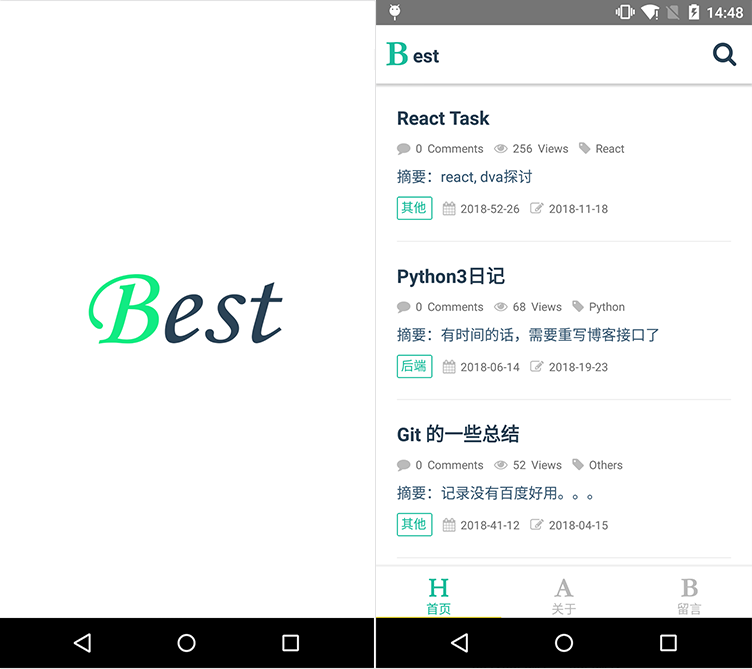 Best
14:48
Best
React Task
0 Comments 256 Views React
摘要：react, dva探讨
其他 2018-52-26 2018-11-18
Python3日记
0 Comments 68 Views Python
摘要：有时间的话，需要重写博客接口了
后端 2018-06-14 2018-19-23
Git 的一些总结
0 Comments 52 Views Others
摘要：记录没有百度好用。。。
其他 2018-41-12 2018-04-15
H A B
首页 关于 留言